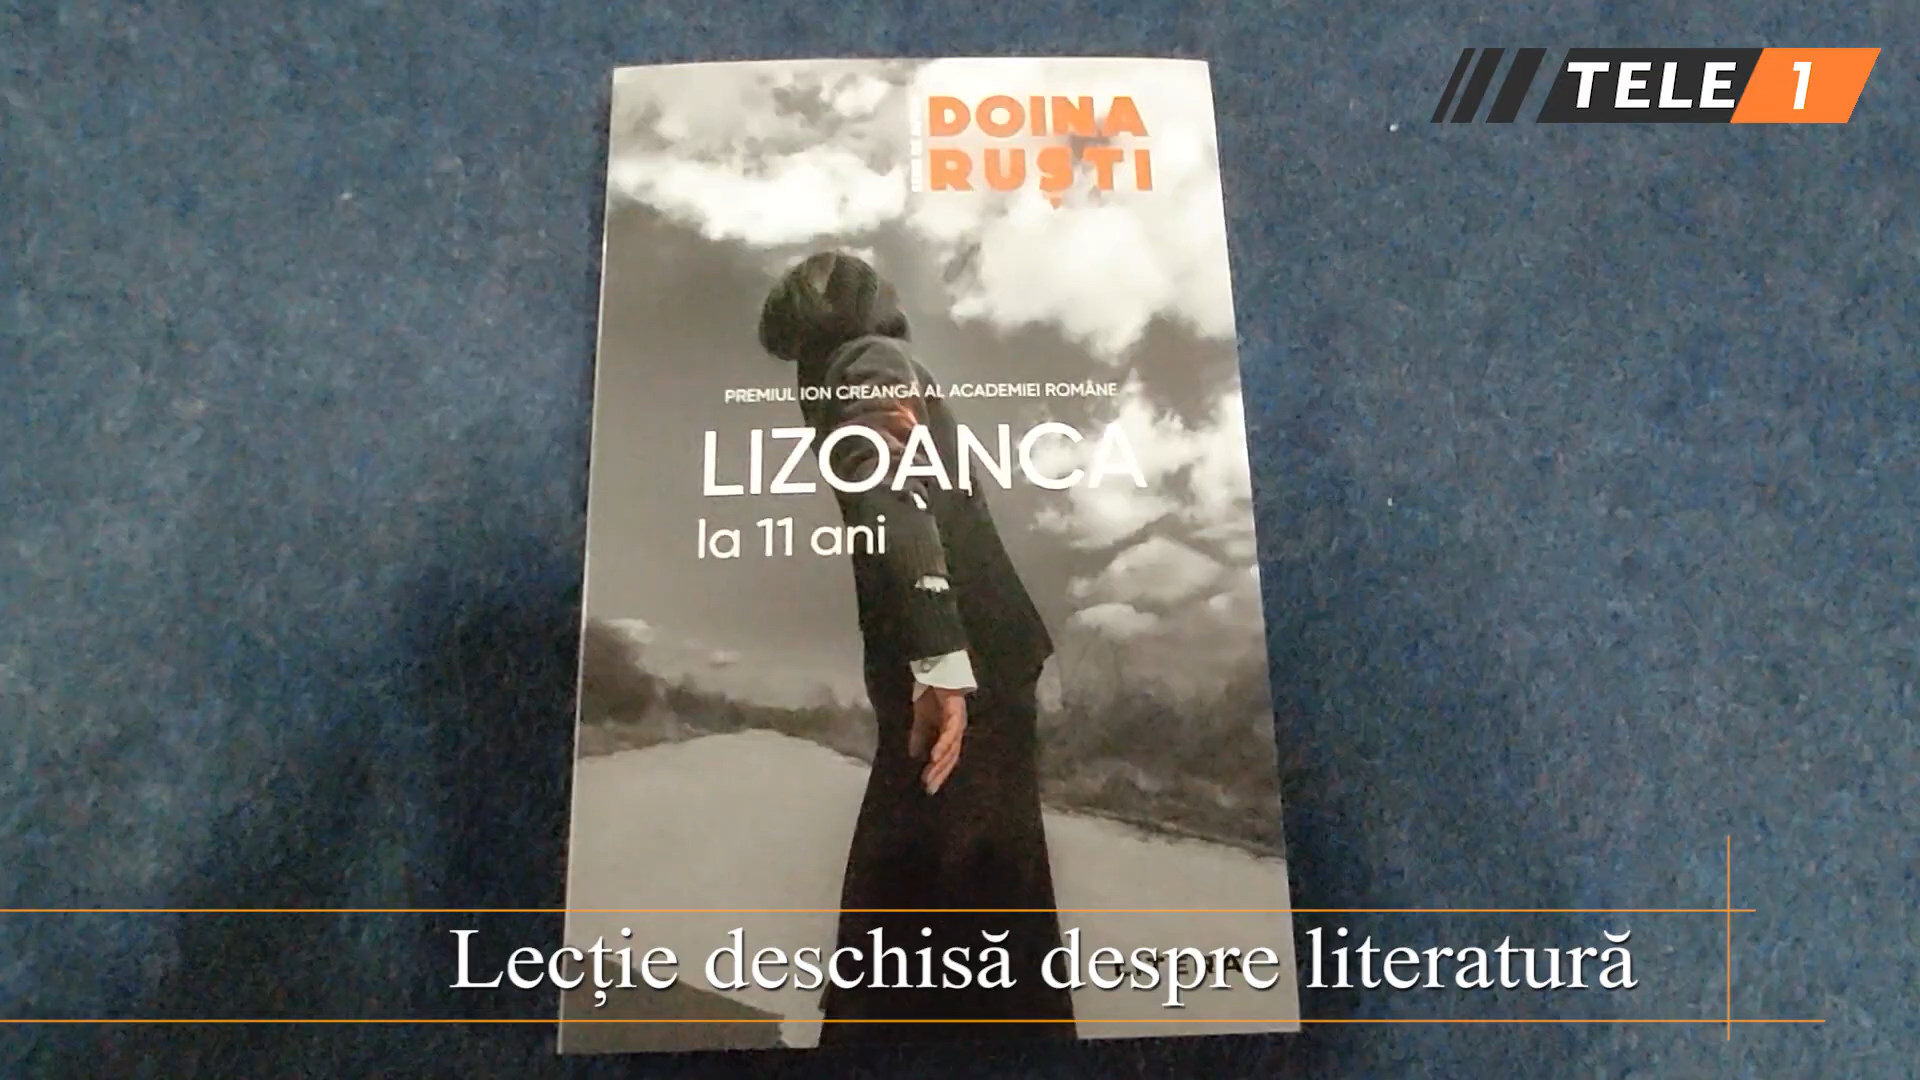 TELE 1
DOINA
RUȘTI
PREMIUL ION CREANGĂ AL ACADEMIEI ROMÂNE
LIZOANCA
la 11 ani
Lecție deschisă despre literatură